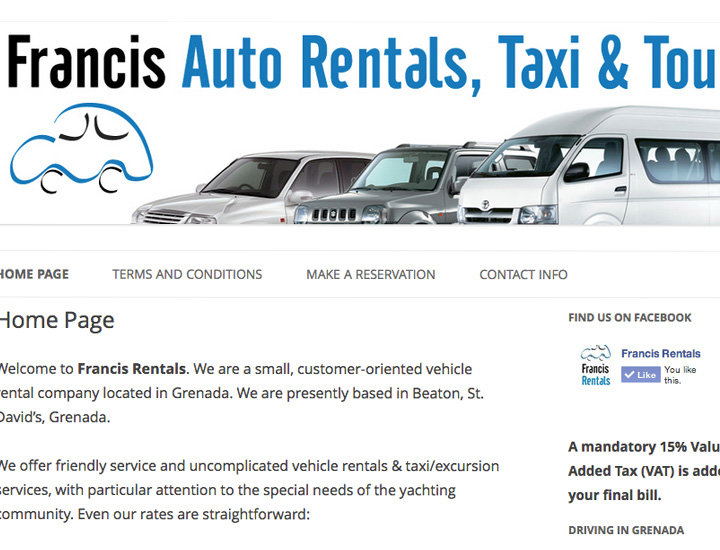 Francis Auto Rentals, Taxi & Tou
HOME PAGE TERMS AND CONDITIONS MAKE A RESERVATION CONTACT INFO
Home Page
Welcome to Francis Rentals. We are a small, customer-oriented vehicle
rental company located in Grenada. We are presently based in Beaton, St.
David's, Grenada.
We offer friendly service and uncomplicated vehicle rentals & taxi/excursion
services, with particular attention to the special needs of the yachting
community. Even our rates are straightforward:
FIND US ON FACEBOOK
Francis
Rentals
Francis Rentals
Like You like
this.
A mandatory 15% Valu
Added Tax (VAT) is adde
your final bill.
DRIVING IN GRENADA